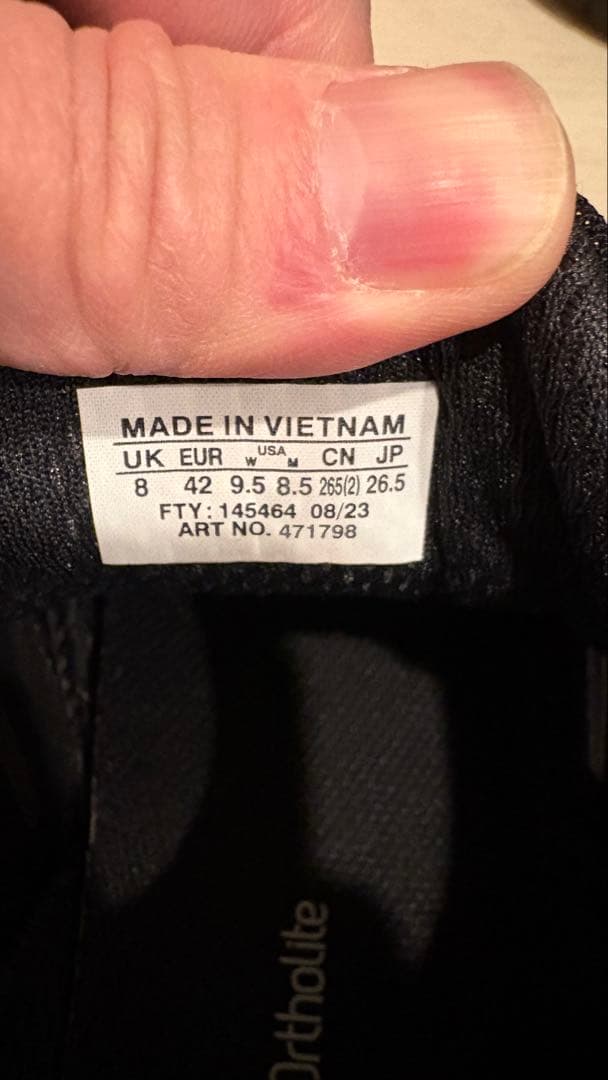 MADE IN VIETNAM
UK EUR W USA M CN JP
8 42 9.5 8.5 265(2) 26.5
FTY: 145464 08/23
ART NO. 471798
Ortholite